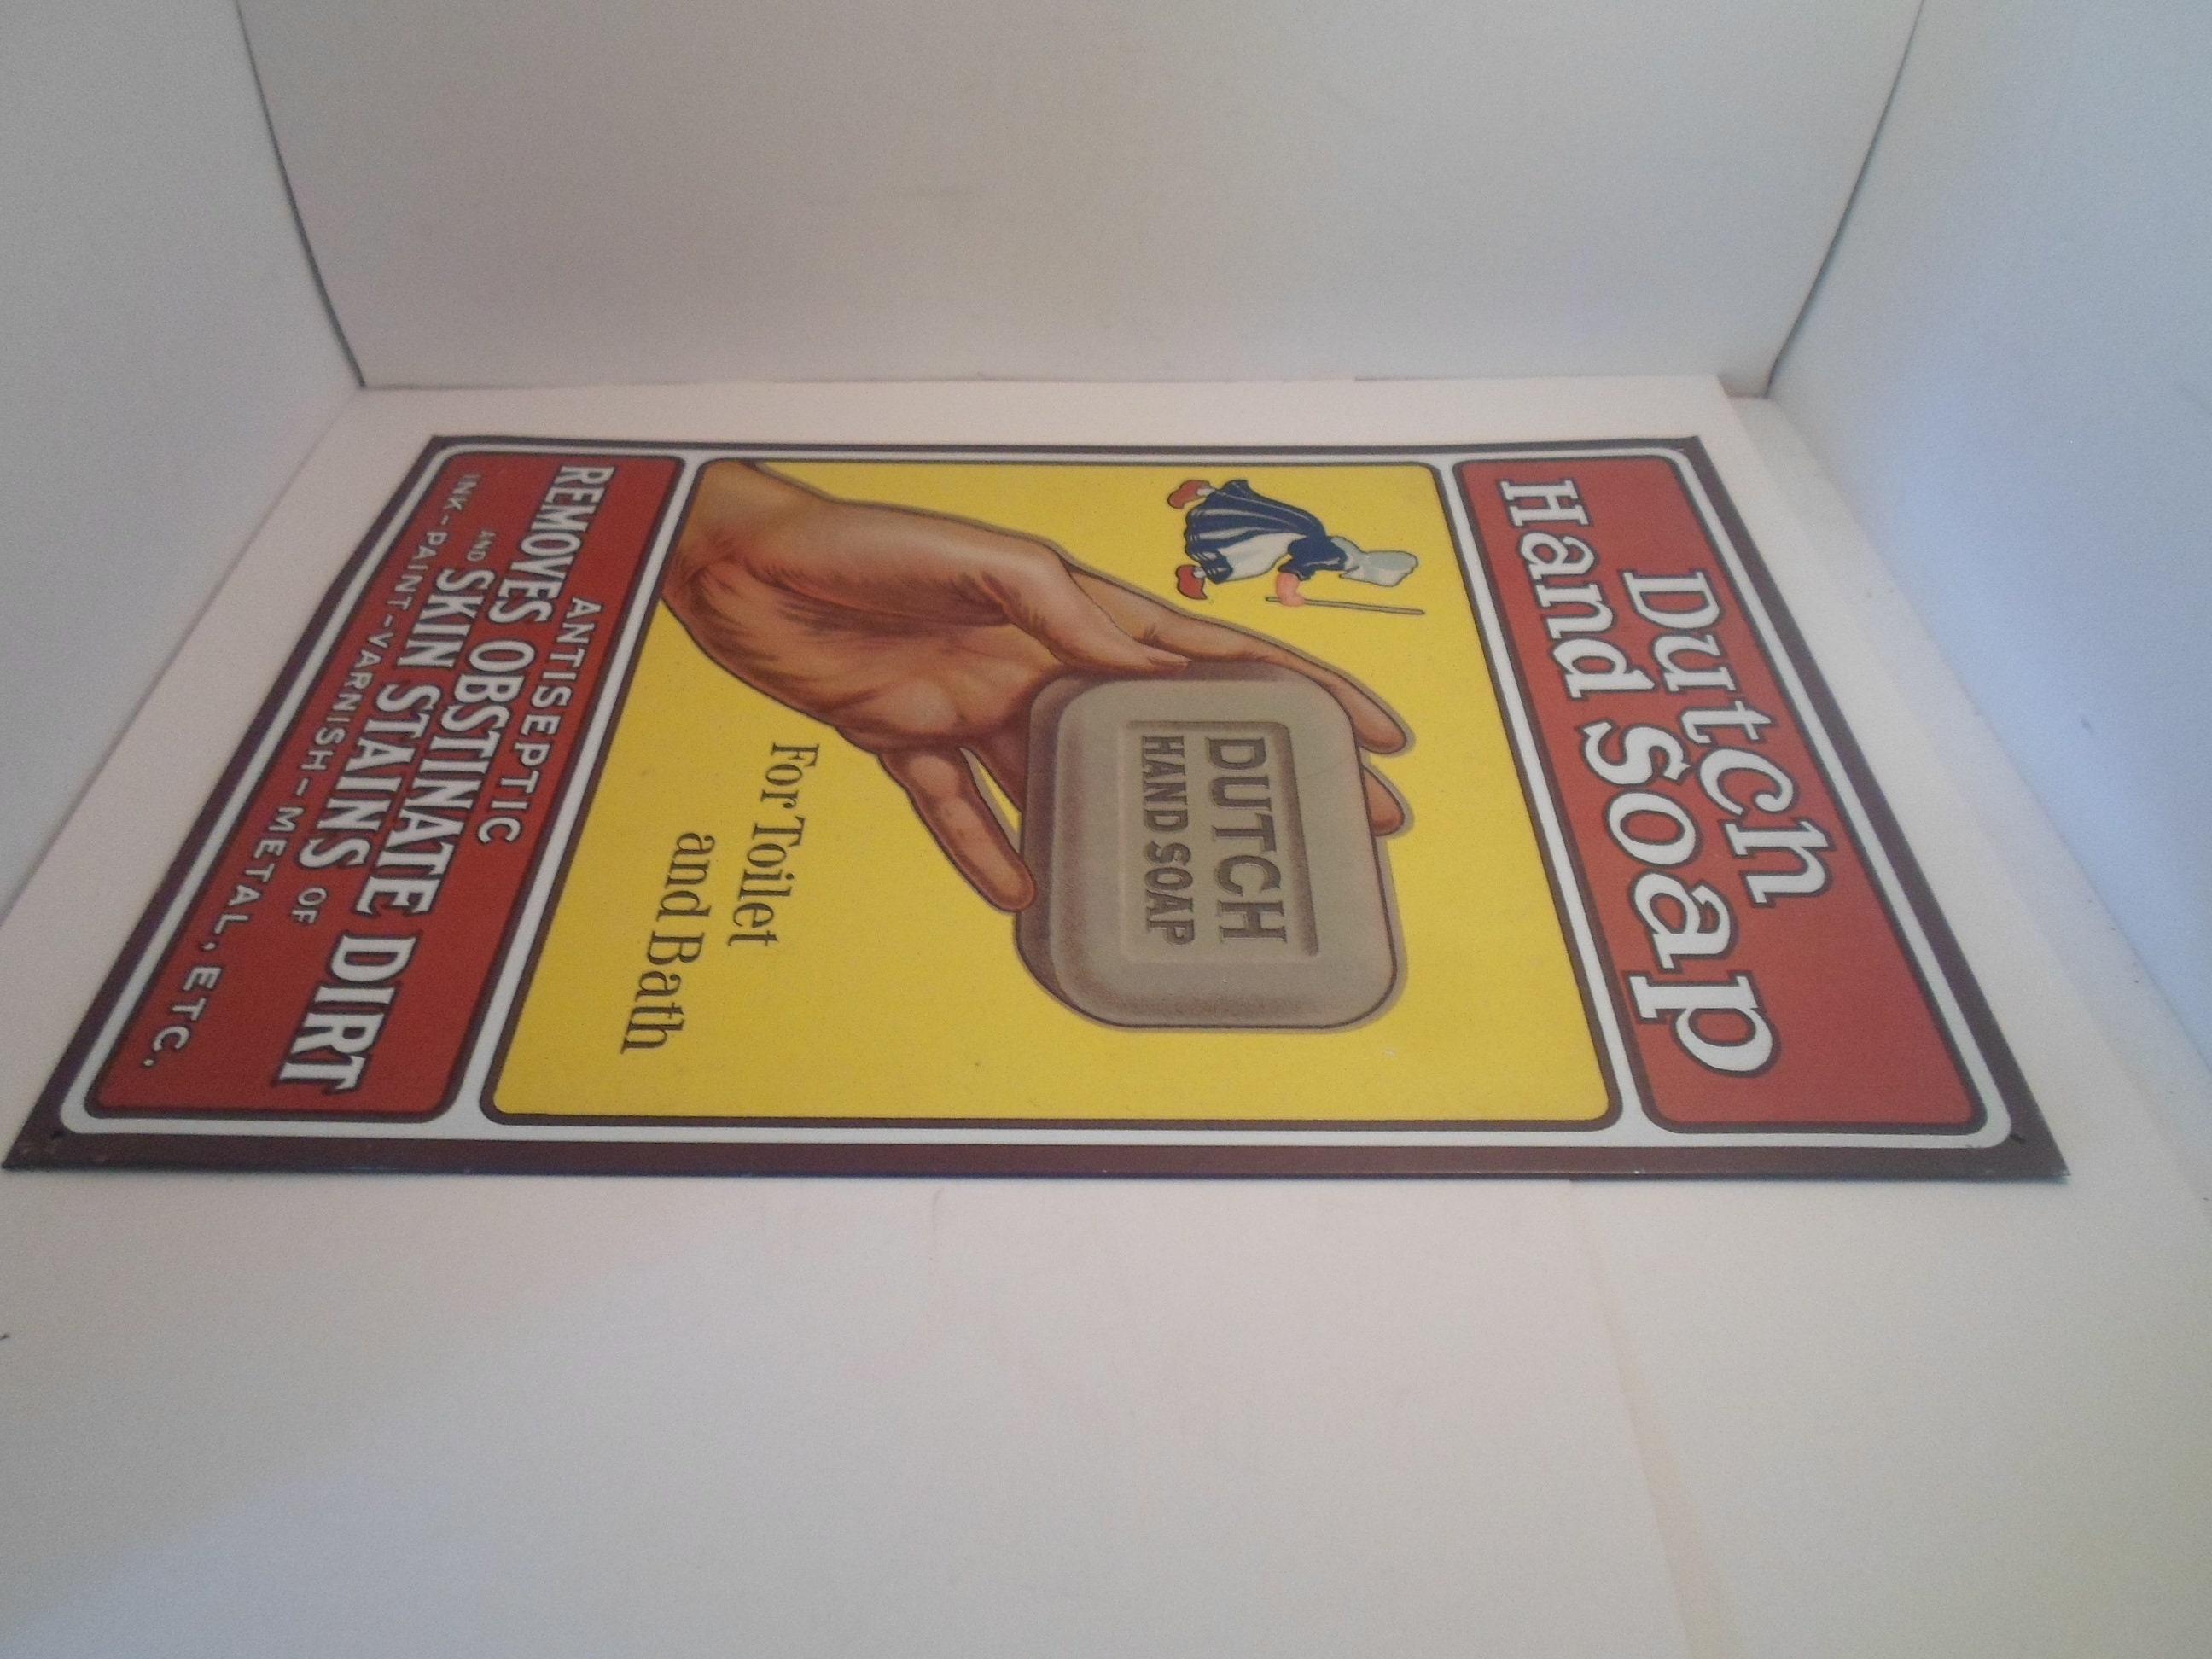 Dutch
Hand Soap
DUTCH
HAND SOAP
For Toilet
and Bath
ANTISEPTIC
REMOVES OBSTINATE DIRT
AND SKIN STAINS OF
INK-PAINT-VARNISH-METAL, ETC.